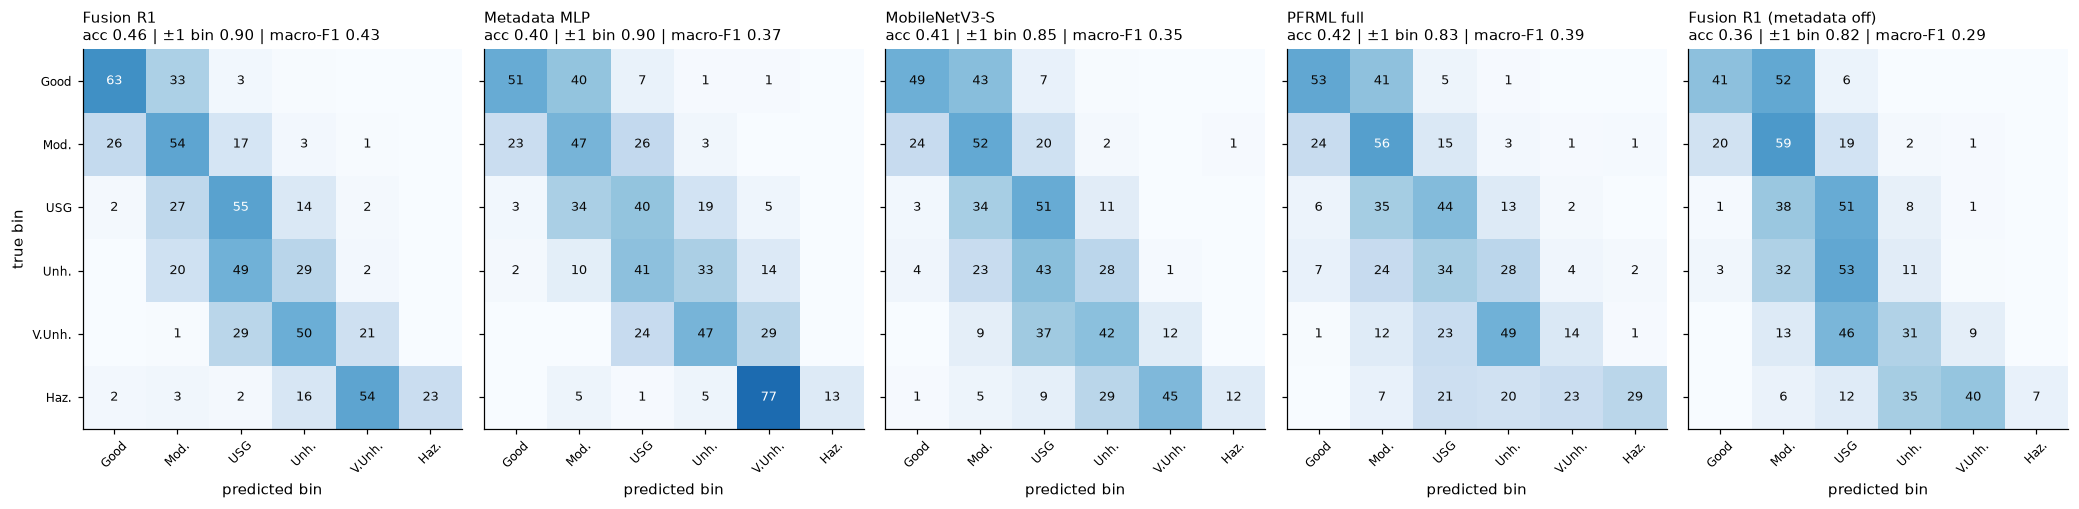 Fusion R1
acc 0.46 | ±1 bin 0.90 | macro-F1 0.43
Metadata MLP
acc 0.40 | ±1 bin 0.90 | macro-F1 0.37
MobileNetV3-S
acc 0.41 | ±1 bin 0.85 | macro-F1 0.35
PFRML full
acc 0.42 | ±1 bin 0.83 | macro-F1 0.39
Fusion R1 (metadata off)
acc 0.36 | ±1 bin 0.82 | macro-F1 0.29
true bin
Good 63 33 3 51 40 7 1 1 49 43 7 53 41 5 1 41 52 6
Mod. 26 54 17 3 1 23 47 26 3 24 52 20 2 1 24 56 15 3 1 1 20 59 19 2 1
USG 2 27 55 14 2 3 34 40 19 5 3 34 51 11 6 35 44 13 2 1 38 51 8 1
Unh. 20 49 29 2 2 10 41 33 14 4 23 43 28 1 7 24 34 28 4 2 3 32 53 11
V.Unh. 1 29 50 21 24 47 29 9 37 42 12 1 12 23 49 14 1 13 46 31 9
Haz. 2 3 2 16 54 23 5 1 5 77 13 1 5 9 29 45 12 7 21 20 23 29 6 12 35 40 7
Good Mod. USG Unh. V.Unh. Haz. Good Mod. USG Unh. V.Unh. Haz. Good Mod. USG Unh. V.Unh. Haz. Good Mod. USG Unh. V.Unh. Haz. Good Mod. USG Unh. V.Unh. Haz.
predicted bin predicted bin predicted bin predicted bin predicted bin